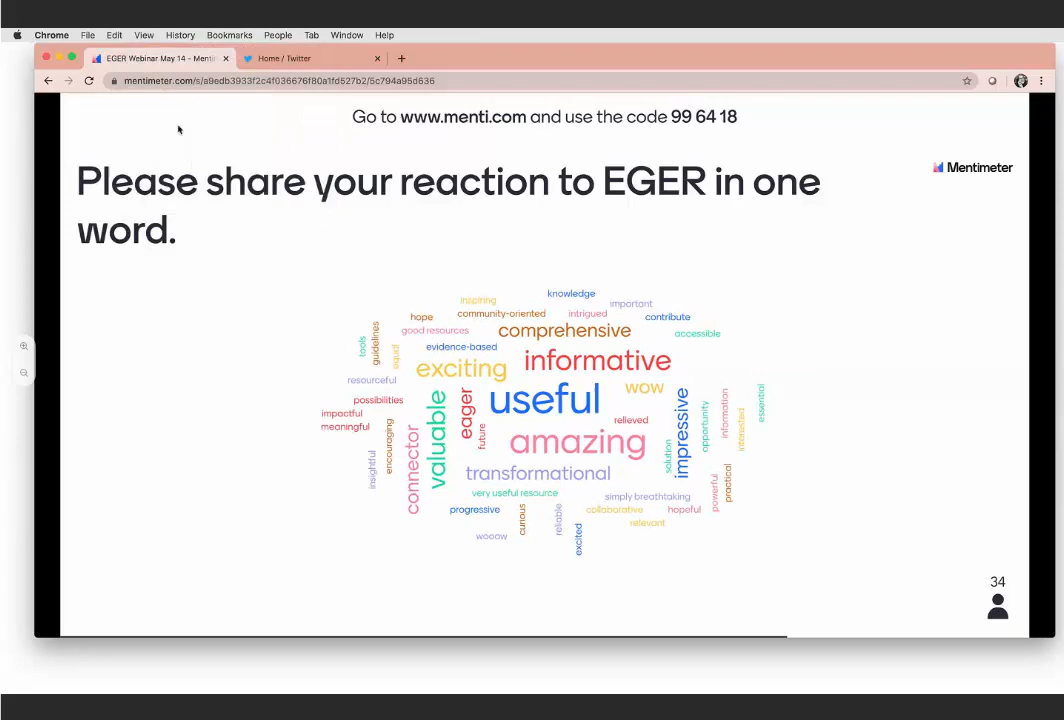 Chrome File Edit View History Bookmarks People Tab Window Help
EGER Webinar May 14 - Menti
Home / Twitter
mentimeter.com/s/a9edb3933f2c4f036676f80a1fd527b2/5c794a95d636
Go to www.menti.com and use the code 99 64 18
Mentimeter
Please share your reaction to EGER in one
word.
knowledge
inspiring
important
hope
community-oriented
intrigued
contribute
good resources
comprehensive
accessible
tools
guidelines
equal
evidence-based
exciting
informative
resourceful
wow
useful
possibilities
impactful
meaningful
valuable
eager
future
relieved
impressive
opportunity
information
interested
essential
encouraging
connector
amazing
solution
insightful
transformational
powerful
practical
very useful resource
simply breathtaking
progressive
curious
reliable
collaborative
hopeful
relevant
wooow
excited
34